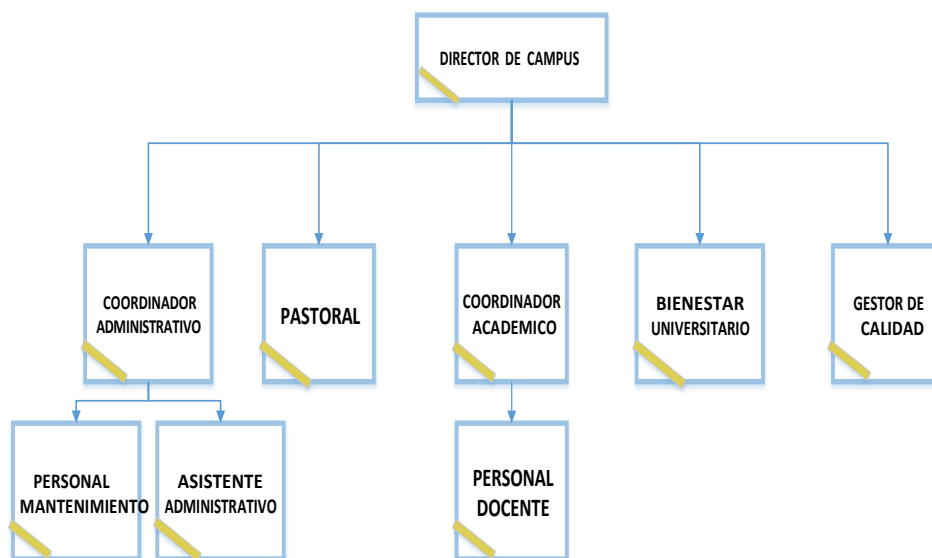 DIRECTOR DE CAMPUS
COORDINADOR
ADMINISTRATIVO
PASTORAL
COORDINADOR
ACADEMICO
BIENESTAR
UNIVERSITARIO
GESTOR DE
CALIDAD
PERSONAL
MANTENIMIENTO
ASISTENTE
ADMINISTRATIVO
PERSONAL
DOCENTE